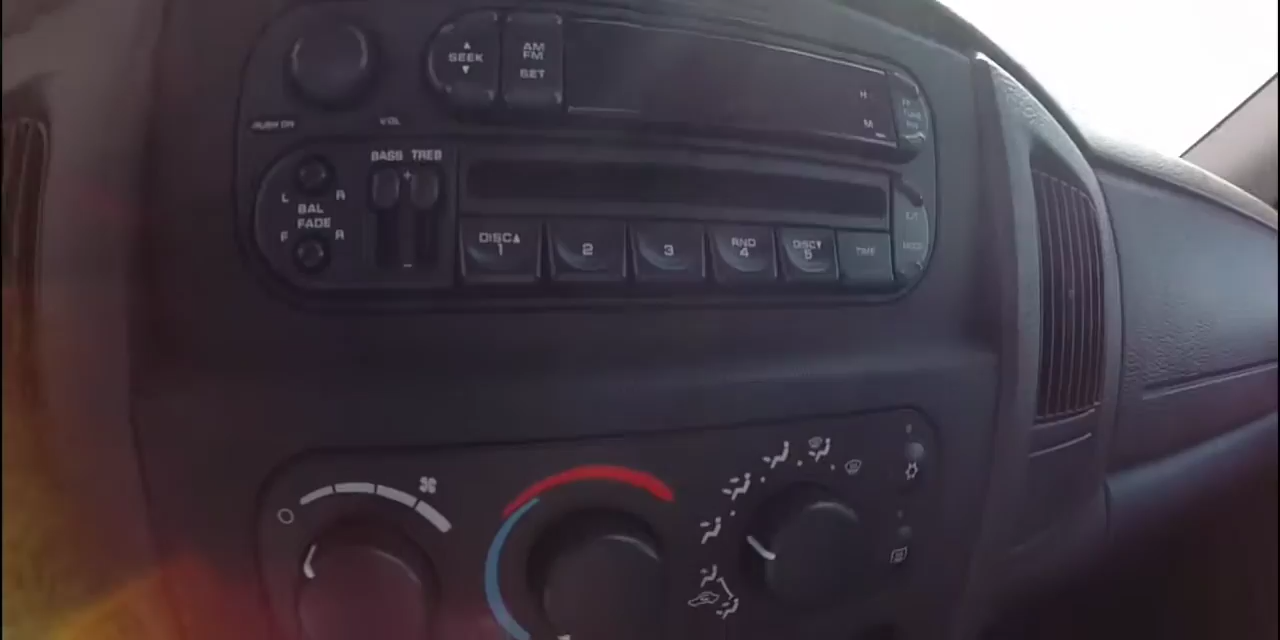 SEEK
AM
FM
SET
H
M
PUSH ON
VOL
BASS TREB
L R
BAL
FADE
F R
+
-
DISC▲
1
2
3
RND
4
DISC▼
5
TIME